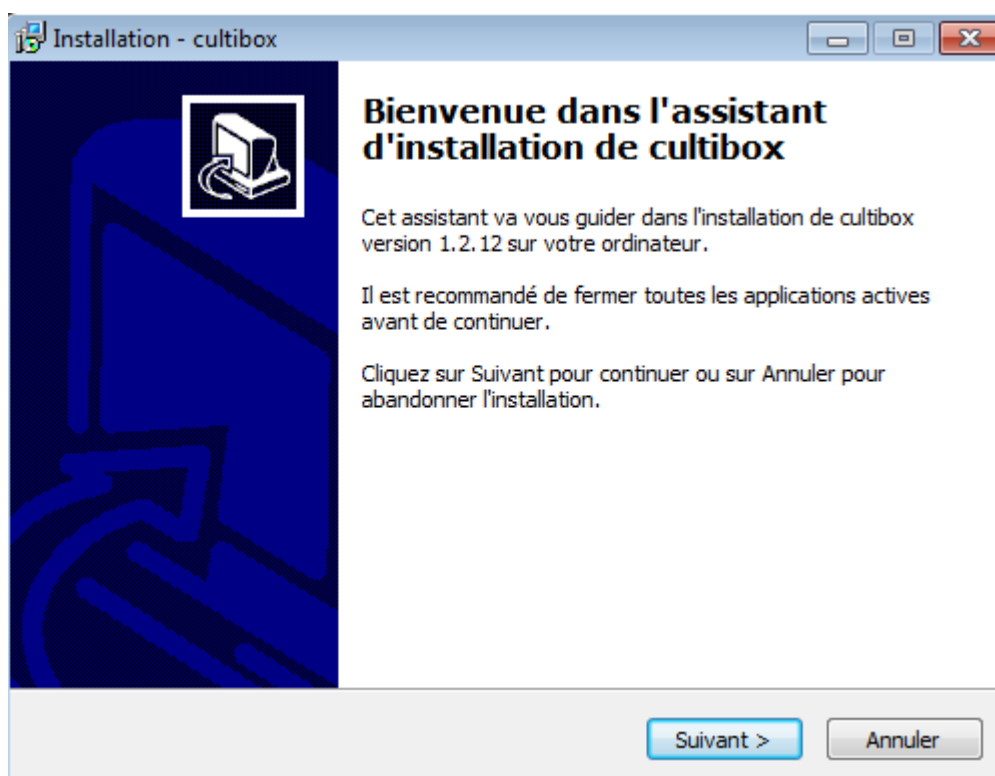 Installation - cultibox
Bienvenue dans l'assistant
d'installation de cultibox
Cet assistant va vous guider dans l'installation de cultibox
version 1.2.12 sur votre ordinateur.
Il est recommandé de fermer toutes les applications actives
avant de continuer.
Cliquez sur Suivant pour continuer ou sur Annuler pour
abandonner l'installation.
Suivant >
Annuler